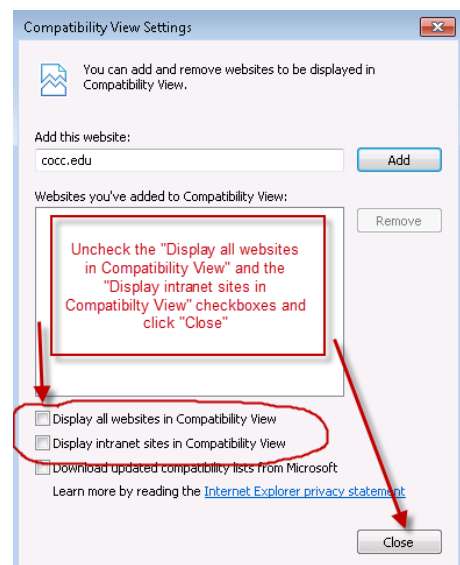 Compatibility View Settings
You can add and remove websites to be displayed in
Compatibility View.
Add this website:
cocc.edu
Add
Websites you've added to Compatibility View:
Remove
Uncheck the "Display all websites
in Compatibility View" and the
"Display intranet sites in
Compatibilty View" checkboxes and
click "Close"
Display all websites in Compatibility View
Display intranet sites in Compatibility View
Download updated compatibility lists from Microsoft
Learn more by reading the Internet Explorer privacy statement
Close